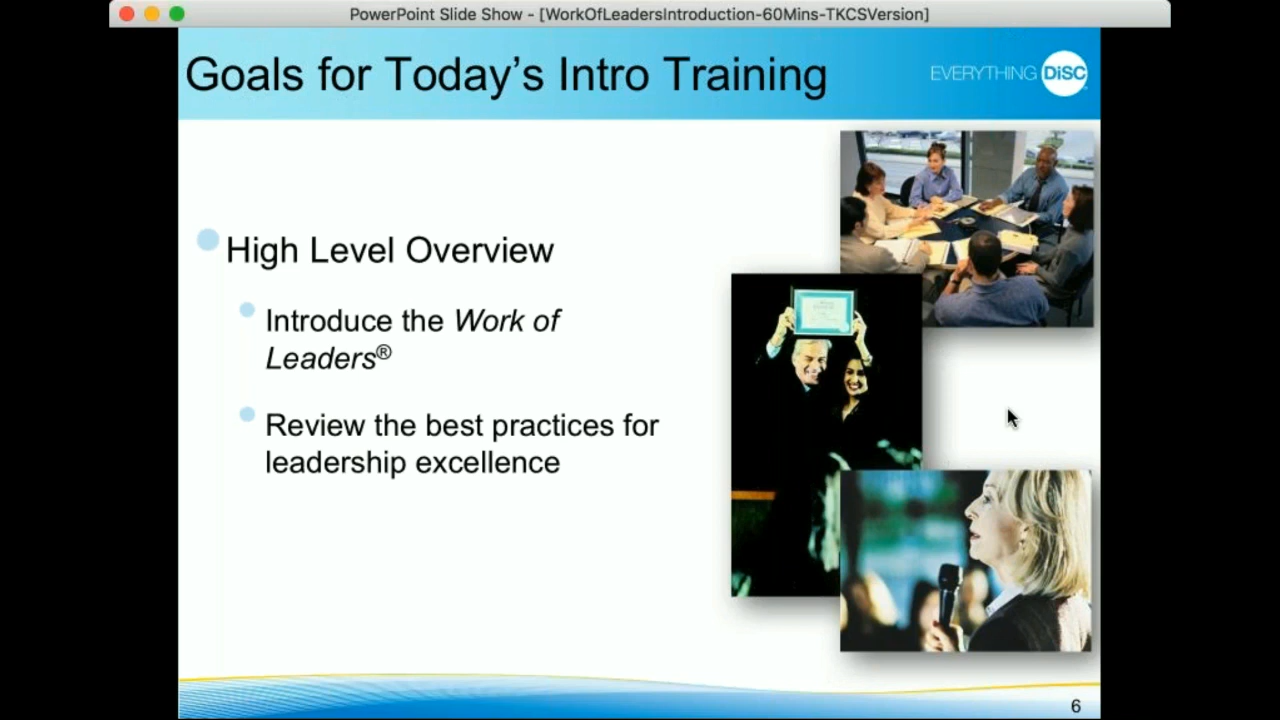 PowerPoint Slide Show - [WorkOfLeadersIntroduction-60Mins-TKCSVersion]
Goals for Today's Intro Training
EVERYTHING DiSC
High Level Overview
Introduce the Work of
Leaders®
Review the best practices for
leadership excellence
6